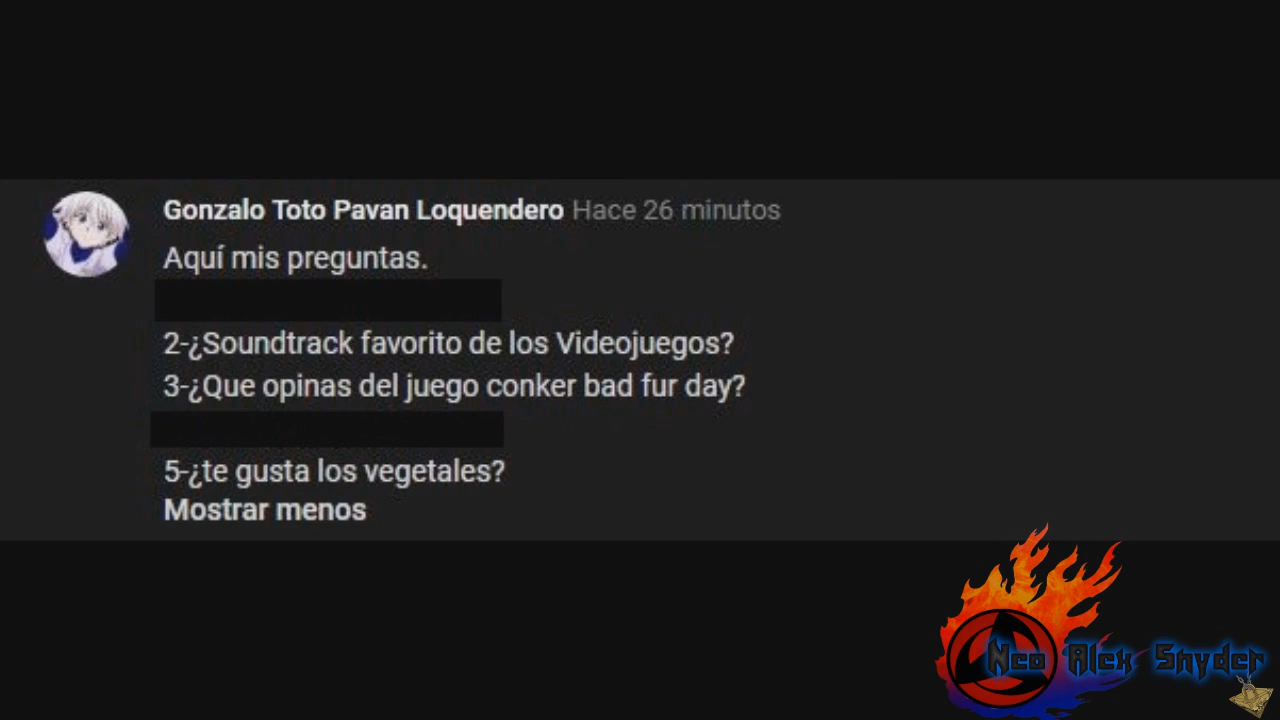 Gonzalo Toto Pavan Loquendero Hace 26 minutos
Aquí mis preguntas.
2-¿Soundtrack favorito de los Videojuegos?
3-¿Que opinas del juego conker bad fur day?
5-¿te gusta los vegetales?
Mostrar menos
Neo Alex Snyder